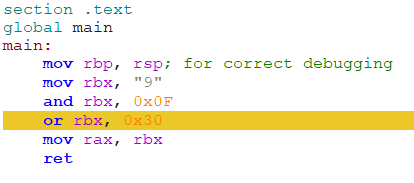 section .text
global main
main:
    mov rbp, rsp; for correct debugging
    mov rbx, "9"
    and rbx, 0x0F
    or rbx, 0x30
    mov rax, rbx
    ret